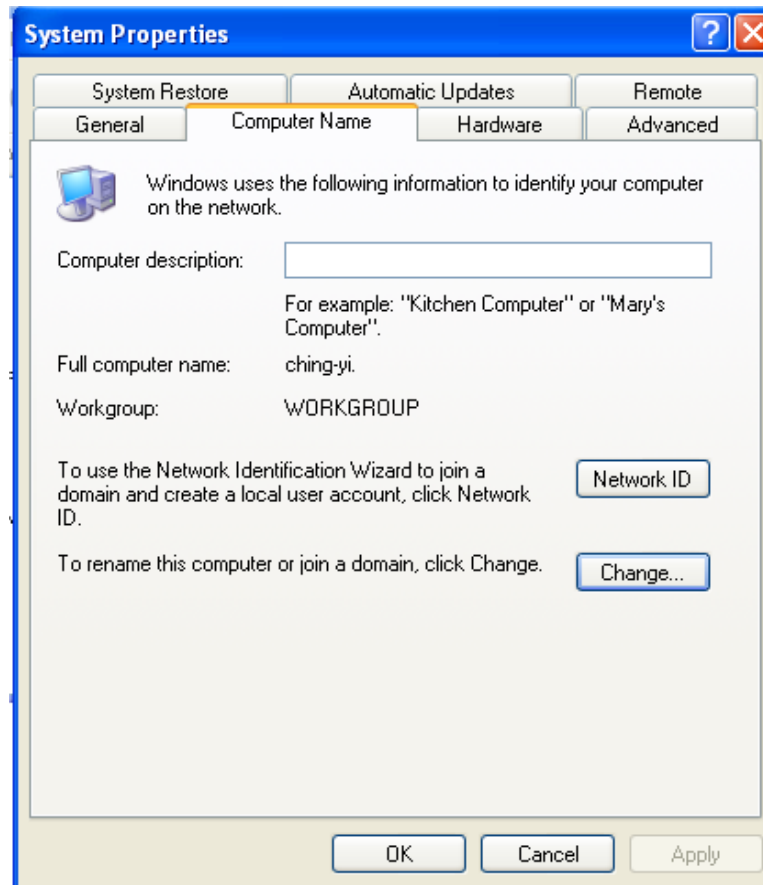 System Properties
System Restore
Automatic Updates
Remote
General
Computer Name
Hardware
Advanced
Windows uses the following information to identify your computer
on the network.
Computer description:
For example: "Kitchen Computer" or "Mary's
Computer".
Full computer name: ching-yi.
Workgroup: WORKGROUP
To use the Network Identification Wizard to join a
domain and create a local user account, click Network
ID.
Network ID
To rename this computer or join a domain, click Change.
Change...
OK
Cancel
Apply